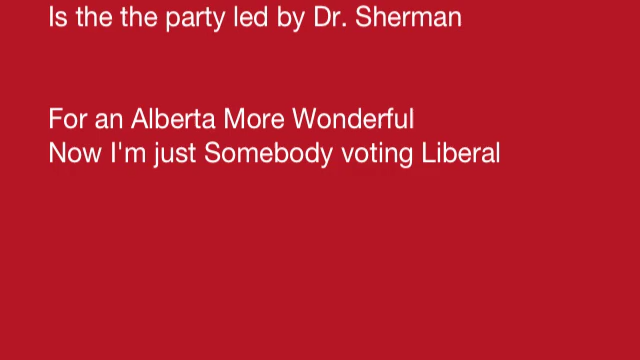 Is the the party led by Dr. Sherman
For an Alberta More Wonderful
Now I'm just Somebody voting Liberal